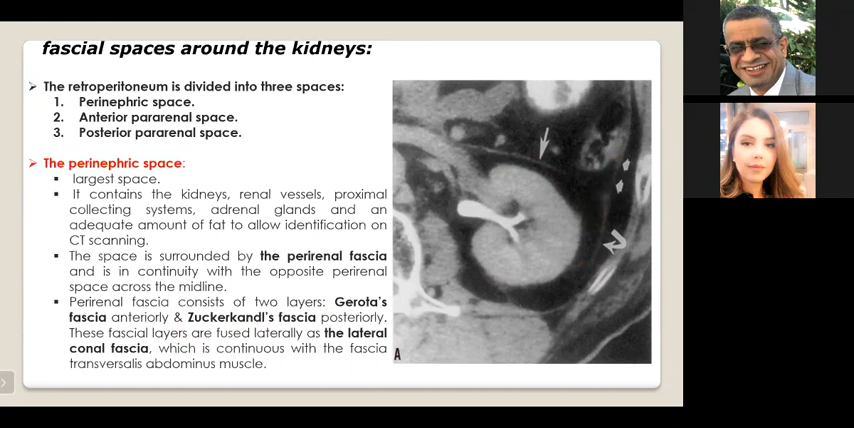 fascial spaces around the kidneys:
➢ The retroperitoneum is divided into three spaces:
1. Perinephric space.
2. Anterior pararenal space.
3. Posterior pararenal space.
➢ The perinephric space:
▪ largest space.
▪ It contains the kidneys, renal vessels, proximal
collecting systems, adrenal glands and an
adequate amount of fat to allow identification on
CT scanning.
▪ The space is surrounded by the perirenal fascia
and is in continuity with the opposite perirenal
space across the midline.
▪ Perirenal fascia consists of two layers: Gerota's
fascia anteriorly & Zuckerkandl's fascia posteriorly.
These fascial layers are fused laterally as the lateral
conal fascia, which is continuous with the fascia
transversalis abdominus muscle.
A